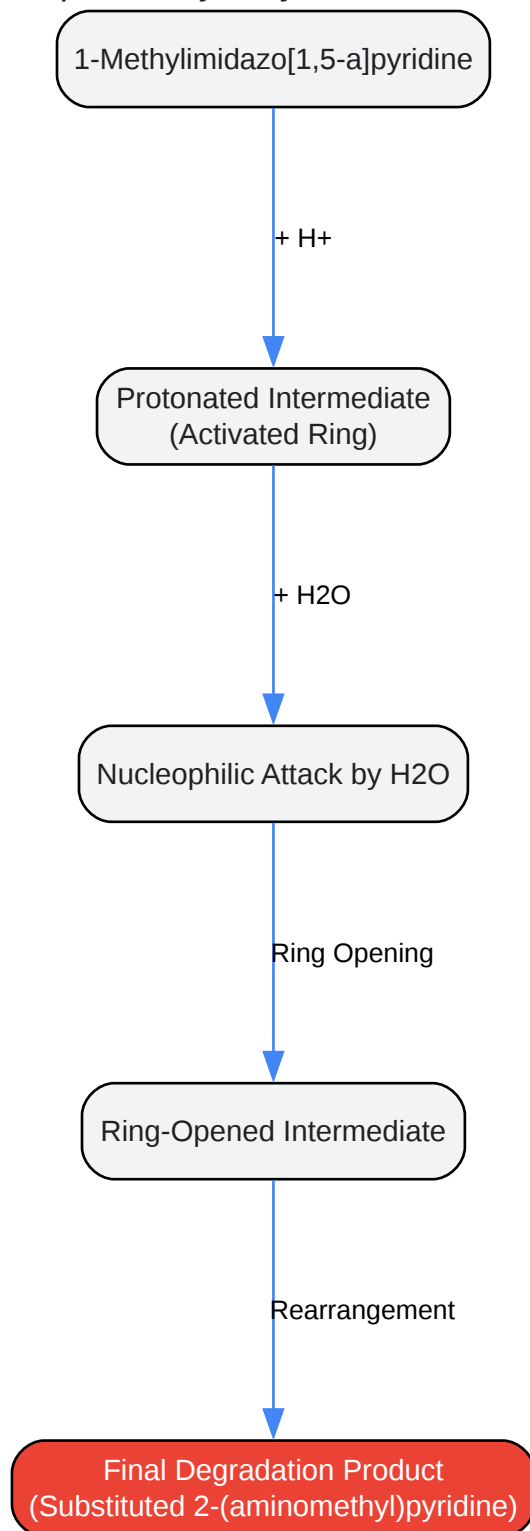 1-Methylimidazo[1,5-a]pyridine
+ H+
Protonated Intermediate
(Activated Ring)
+ H2O
Nucleophilic Attack by H2O
Ring Opening
Ring-Opened Intermediate
Rearrangement
Final Degradation Product
(Substituted 2-(aminomethyl)pyridine)